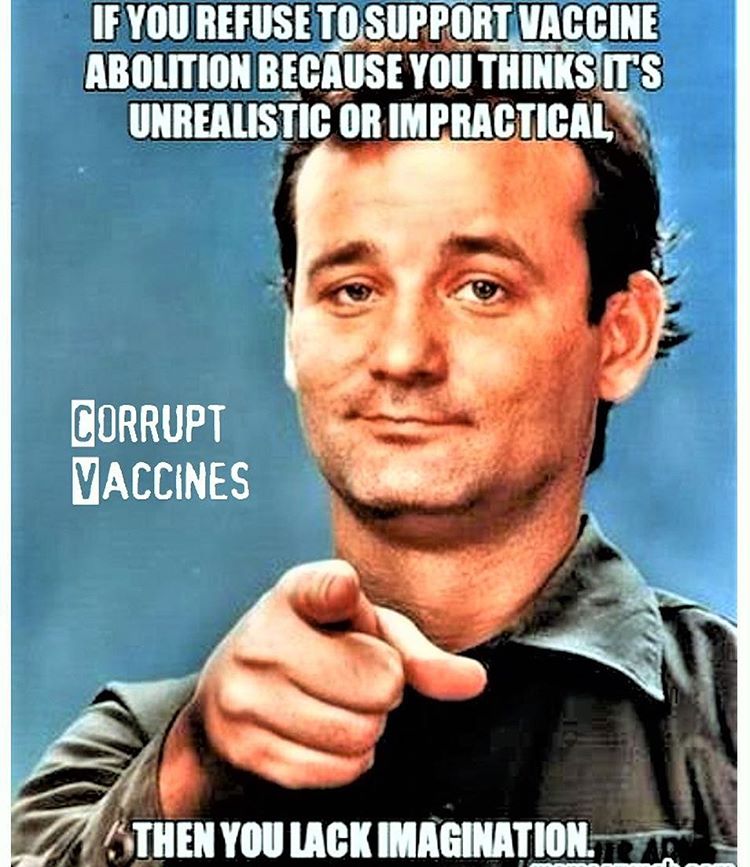 IF YOU REFUSE TO SUPPORT VACCINE
ABOLITION BECAUSE YOU THINKS IT'S
UNREALISTIC OR IMPRACTICAL,
CORRUPT
VACCINES
THEN YOU LACK IMAGINATION.